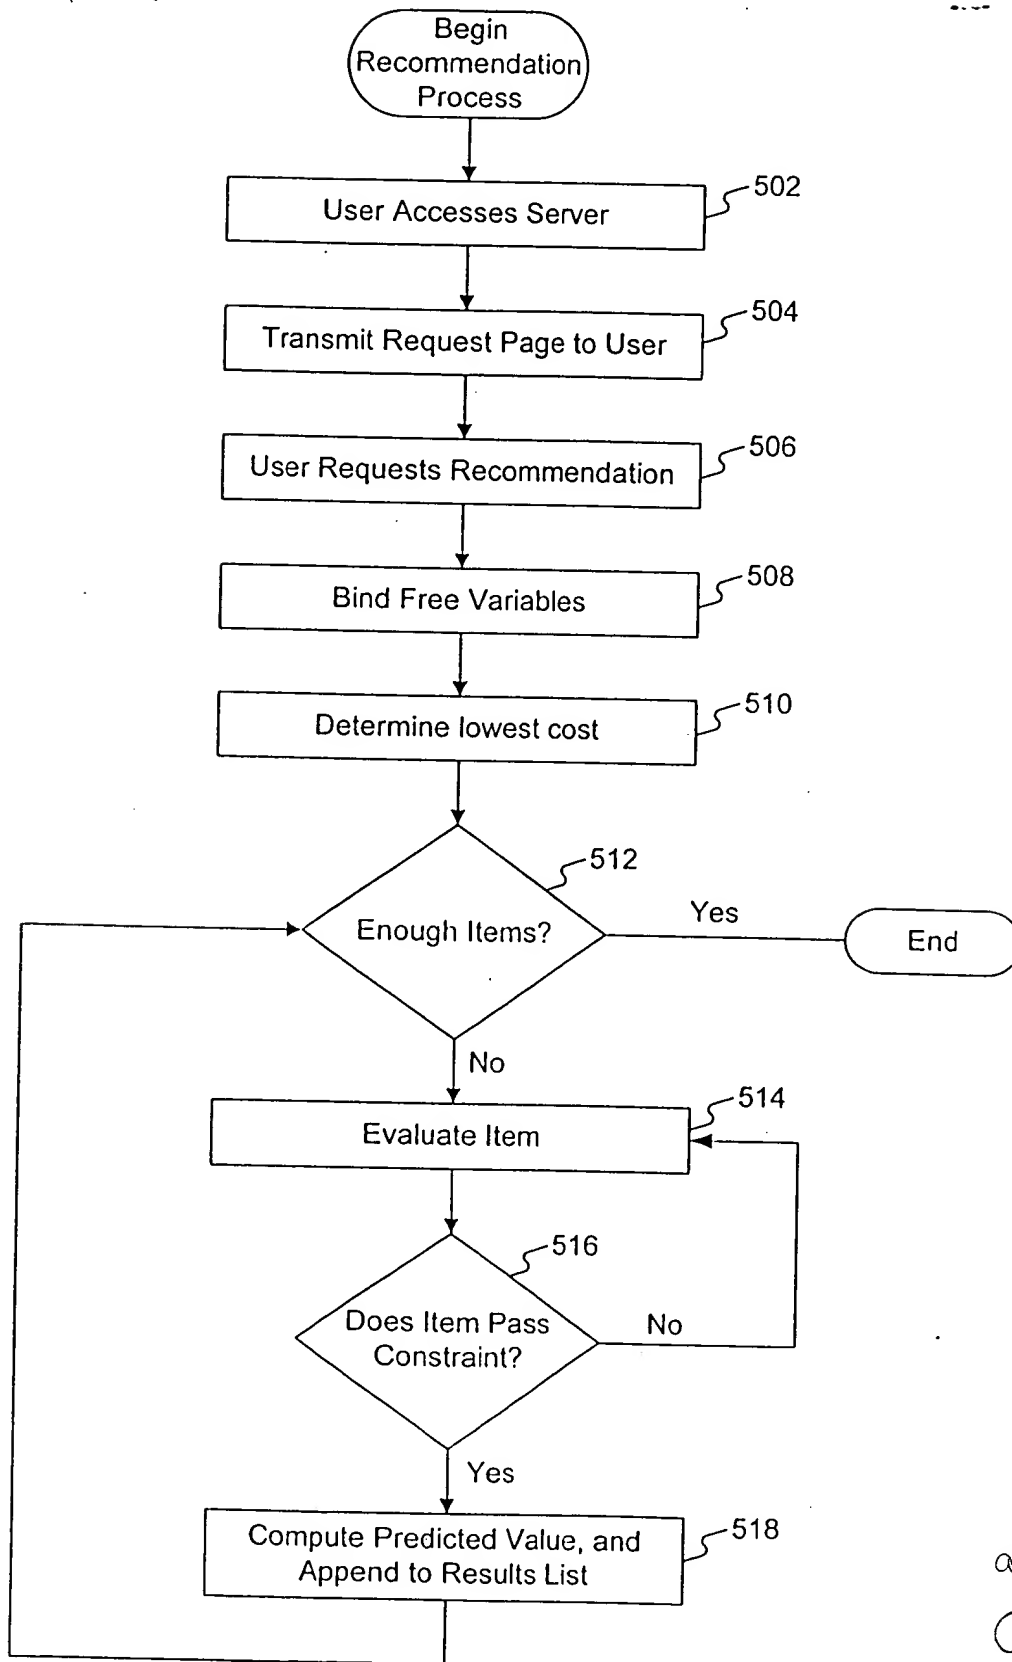 Begin
Recommendation
Process
502
User Accesses Server
504
Transmit Request Page to User
506
User Requests Recommendation
508
Bind Free Variables
510
Determine lowest cost
512
Enough Items?
Yes
End
No
514
Evaluate Item
516
Does Item Pass
Constraint?
No
Yes
518
Compute Predicted Value, and
Append to Results List